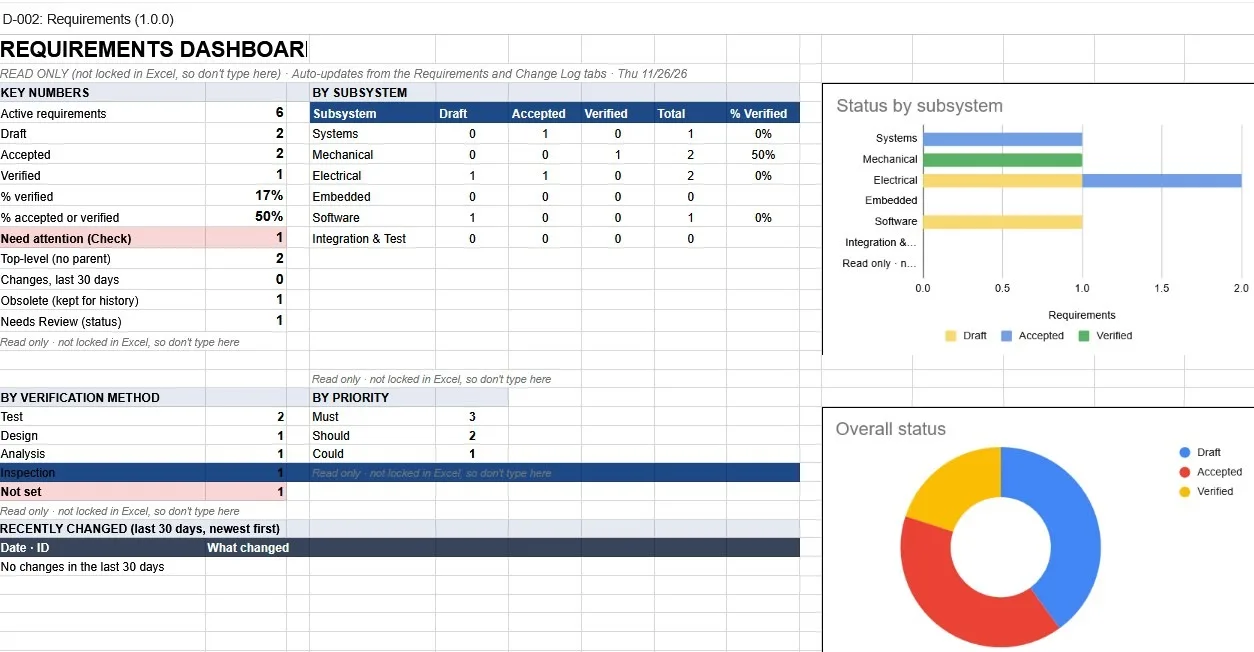 D-002: Requirements (1.0.0)
REQUIREMENTS DASHBOAR
READ ONLY (not locked in Excel, so don't type here) · Auto-updates from the Requirements and Change Log tabs · Thu 11/26/26
KEY NUMBERS BY SUBSYSTEM
Active requirements 6 Subsystem Draft Accepted Verified Total % Verified
Draft 2 Systems 0 1 0 1 0%
Accepted 2 Mechanical 0 0 1 2 50%
Verified 1 Electrical 1 1 0 2 0%
% verified 17% Embedded 0 0 0 0
% accepted or verified 50% Software 1 0 0 1 0%
Need attention (Check) 1 Integration & Test 0 0 0 0
Top-level (no parent) 2
Changes, last 30 days 0
Obsolete (kept for history) 1
Needs Review (status) 1
Read only · not locked in Excel, so don't type here
Status by subsystem
Systems
Mechanical
Electrical
Embedded
Software
Integration &...
Read only · n...
0.0 0.5 1.0 1.5 2.0
Requirements
Draft Accepted Verified
Read only · not locked in Excel, so don't type here
BY VERIFICATION METHOD BY PRIORITY
Test 2 Must 3
Design 1 Should 2
Analysis 1 Could 1
Inspection 1 Read only · not locked in Excel, so don't type here
Not set 1
Read only · not locked in Excel, so don't type here
RECENTLY CHANGED (last 30 days, newest first)
Date · ID What changed
No changes in the last 30 days
Overall status
Draft
Accepted
Verified